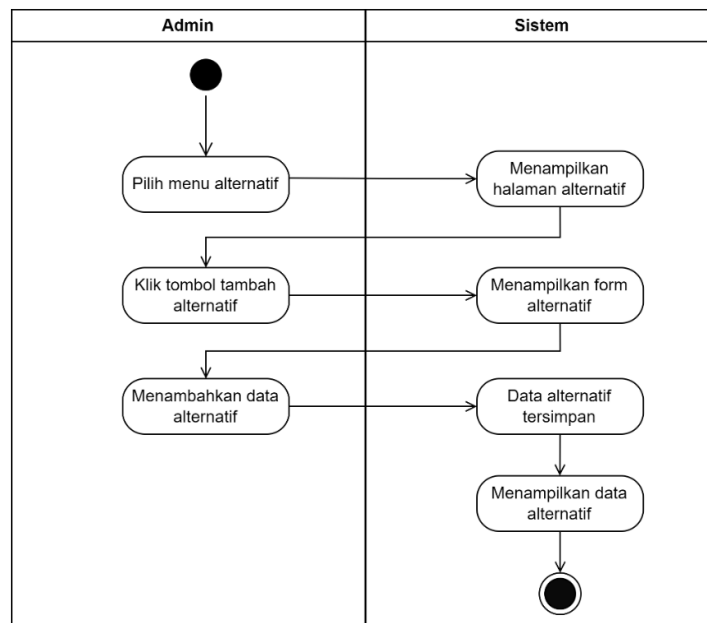 Admin
Sistem
Pilih menu alternatif
Menampilkan
halaman alternatif
Klik tombol tambah
alternatif
Menampilkan form
alternatif
Menambahkan data
alternatif
Data alternatif
tersimpan
Menampilkan data
alternatif